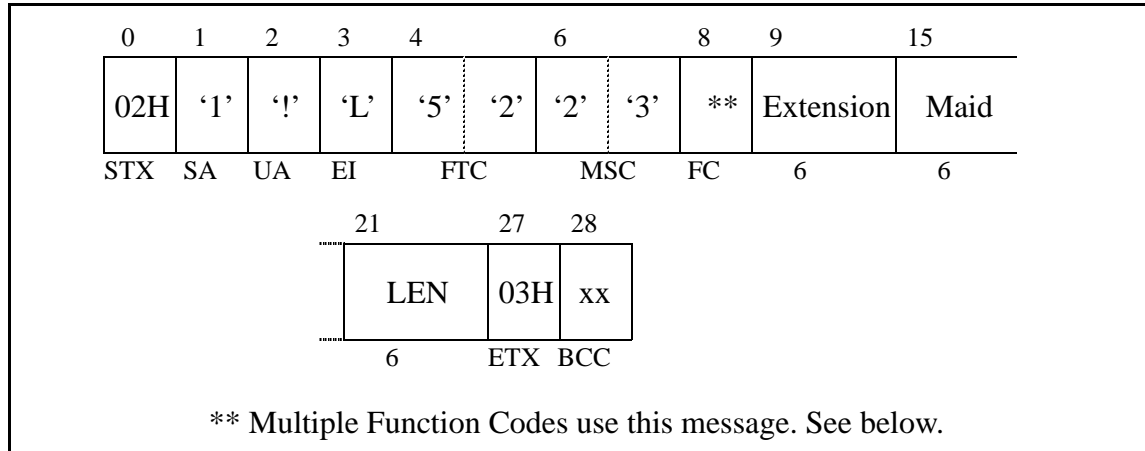 0 1 2 3 4 6 8 9 15
02H ‘1’ ‘!’ ‘L’ ‘5’ ‘2’ ‘2’ ‘3’ ** Extension Maid
STX SA UA EI FTC MSC FC 6 6
21 27 28
LEN 03H xx
6 ETX BCC
** Multiple Function Codes use this message. See below.